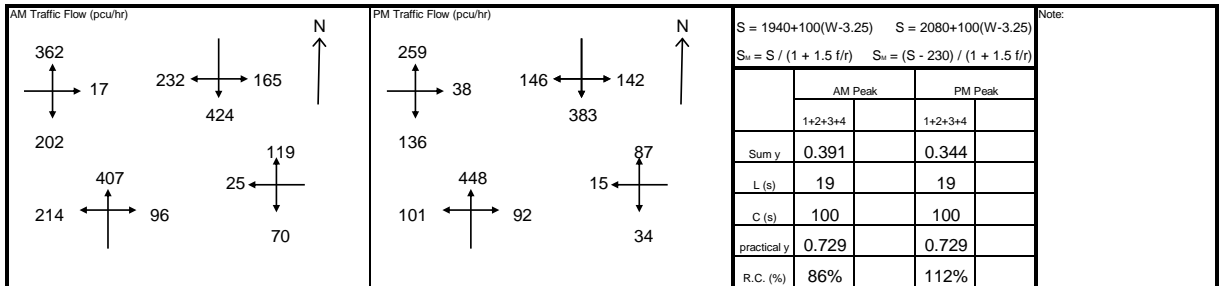 AM Traffic Flow (pcu/hr)
N
362
17
202
232
165
424
119
25
70
407
214
96
PM Traffic Flow (pcu/hr)
N
259
38
136
146
142
383
87
15
34
448
101
92
S = 1940+100(W-3.25) S = 2080+100(W-3.25)
SM = S / (1 + 1.5 f/r) SM = (S - 230) / (1 + 1.5 f/r)
AM Peak PM Peak
1+2+3+4 1+2+3+4
Sum y 0.391 0.344
L (s) 19 19
C (s) 100 100
practical y 0.729 0.729
R.C. (%) 86% 112%
Note: